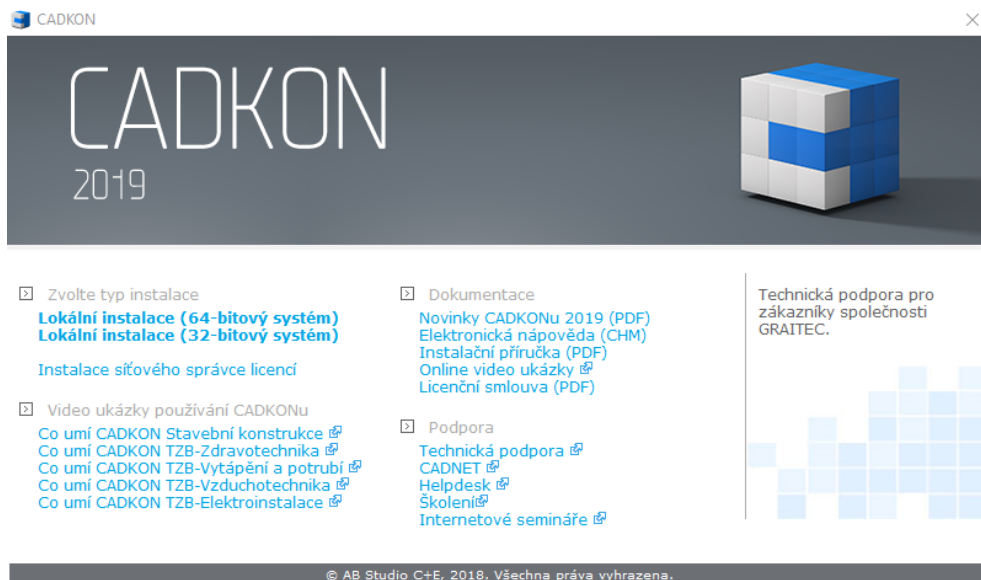 CADKON
CADKON
2019
Zvolte typ instalace
Lokální instalace (64-bitový systém)
Lokální instalace (32-bitový systém)
Instalace síťového správce licencí
Video ukázky používání CADKONu
Co umí CADKON Stavební konstrukce
Co umí CADKON TZB-Zdravotechnika
Co umí CADKON TZB-Vytápění a potrubí
Co umí CADKON TZB-Vzduchotechnika
Co umí CADKON TZB-Elektroinstalace
Dokumentace
Novinky CADKONu 2019 (PDF)
Elektronická nápověda (CHM)
Instalační příručka (PDF)
Online video ukázky
Licenční smlouva (PDF)
Podpora
Technická podpora
CADNET
Helpdesk
Školení
Internetové semináře
Technická podpora pro
zákazníky společnosti
GRAITEC.
© AB Studio C+E, 2018. Všechna práva vyhrazena.